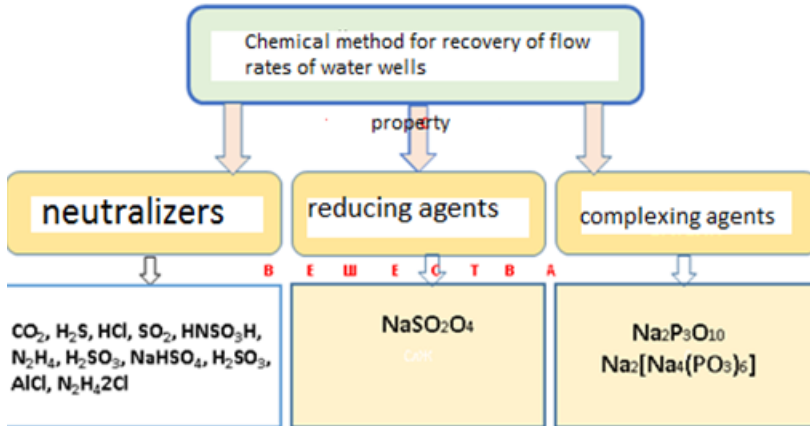 Chemical method for recovery of flow
rates of water wells
property
neutralizers
reducing agents
complexing agents
В Е Ш Е С Т В А
CO₂, H₂S, HCl, SO₂, HNSO₃H,
N₂H₄, H₂SO₃, NaHSO₄, H₂SO₃,
AlCl, N₂H₄2Cl
NaSO₂O₄
Na₂P₃O₁₀
Na₂[Na₄(PO₃)₆]